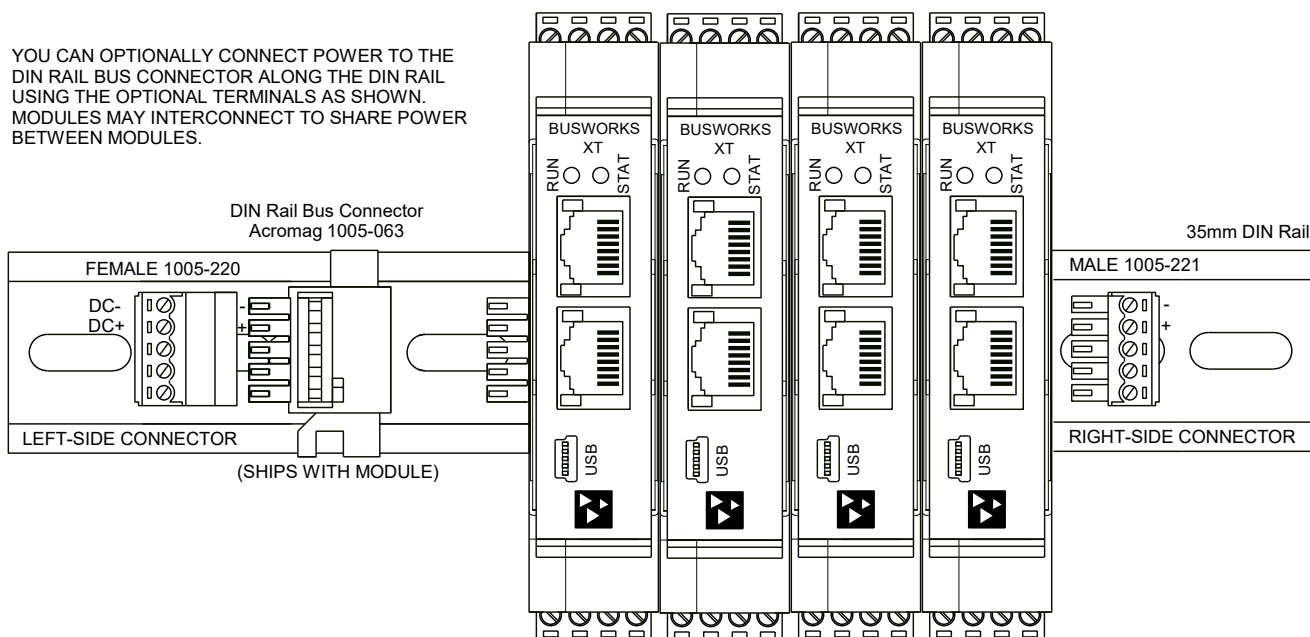 YOU CAN OPTIONALLY CONNECT POWER TO THE
DIN RAIL BUS CONNECTOR ALONG THE DIN RAIL
USING THE OPTIONAL TERMINALS AS SHOWN.
MODULES MAY INTERCONNECT TO SHARE POWER
BETWEEN MODULES.
DIN Rail Bus Connector
Acromag 1005-063
FEMALE 1005-220
DC-
DC+
-
+
LEFT-SIDE CONNECTOR
(SHIPS WITH MODULE)
BUSWORKS
XT
RUN
STAT
USB
BUSWORKS
XT
RUN
STAT
USB
BUSWORKS
XT
RUN
STAT
USB
BUSWORKS
XT
RUN
STAT
USB
35mm DIN Rail
MALE 1005-221
-
+
RIGHT-SIDE CONNECTOR